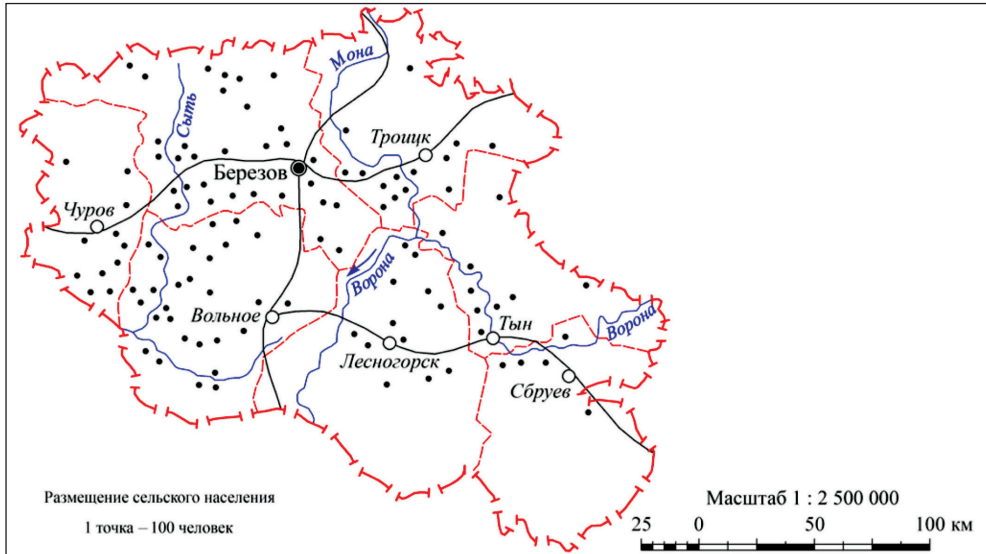 Мона
Сыть
Троицк
Березов
Чуров
Ворона
Вольное
Тын
Ворона
Лесногорск
Сбруев
Размещение сельского населения
1 точка – 100 человек
Масштаб 1 : 2 500 000
25 0 50 100 км